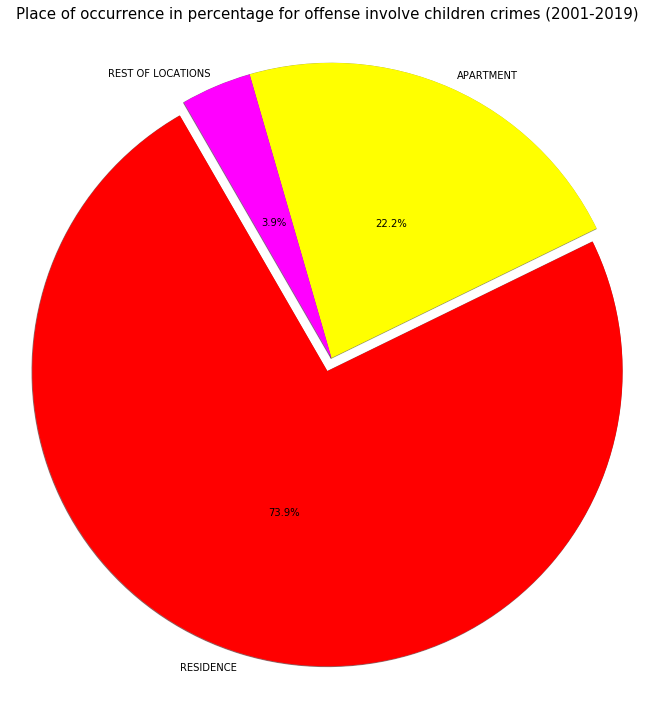 Place of occurrence in percentage for offense involve children crimes (2001-2019)
REST OF LOCATIONS
APARTMENT
3.9%
22.2%
73.9%
RESIDENCE